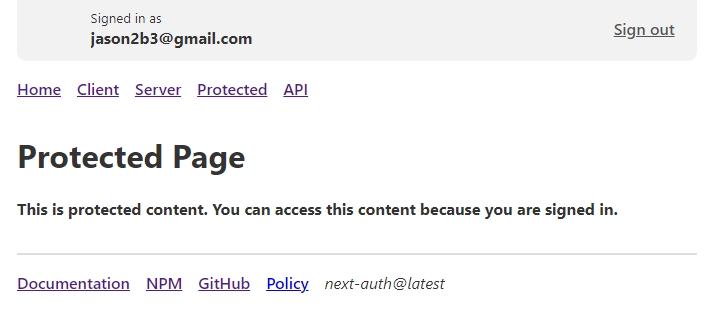 Signed in as
jason2b3@gmail.com
Sign out
Home Client Server Protected API
Protected Page
This is protected content. You can access this content because you are signed in.
Documentation NPM GitHub Policy next-auth@latest